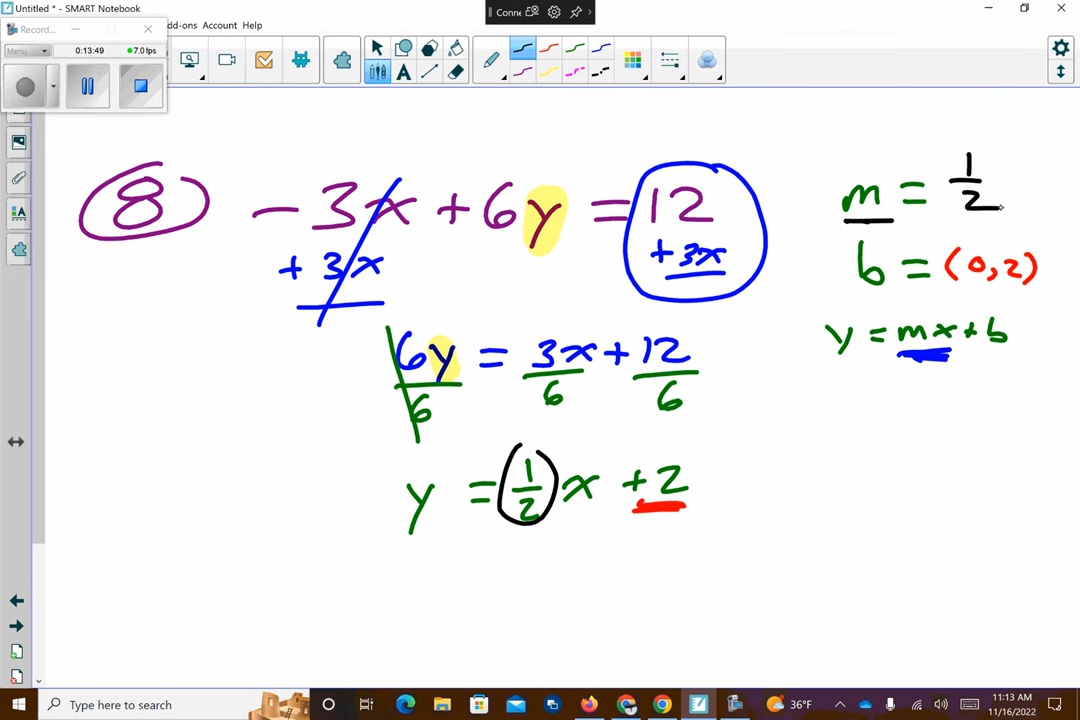 Untitled * - SMART Notebook
Conne
dd-ons Account Help
Record...
Menu 0:13:49 7.0 fps
8 - 3x + 6y = 12
+ 3x + 3x
6y = 3x + 12
6 6 6
y = 1/2 x + 2
m = 1/2
b = (0, 2)
y = mx + b
Type here to search
36°F
11:13 AM
11/16/2022